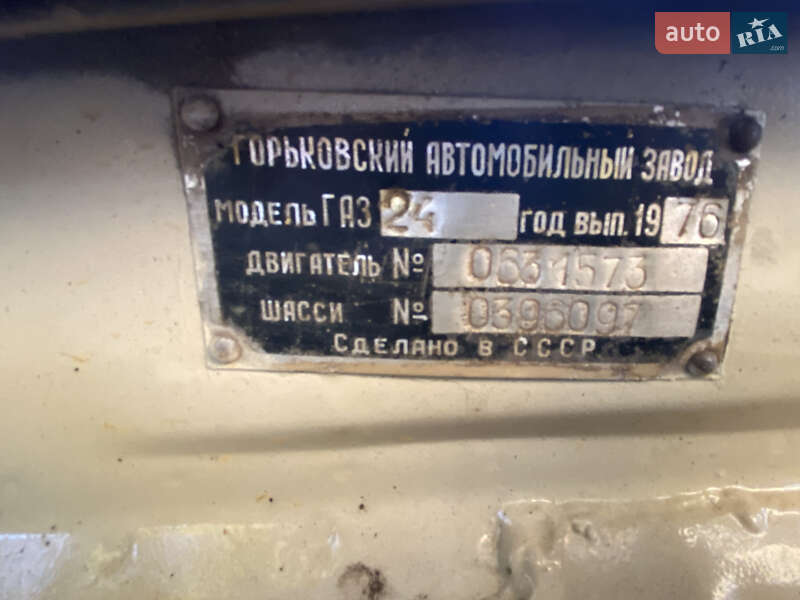 auto RIA.com
ГОРЬКОВСКИЙ АВТОМОБИЛЬНЫЙ ЗАВОД
МОДЕЛЬ ГАЗ 24 ГОД ВЫП. 1976
ДВИГАТЕЛЬ № 0631573
ШАССИ № 0396097
СДЕЛАНО В СССР